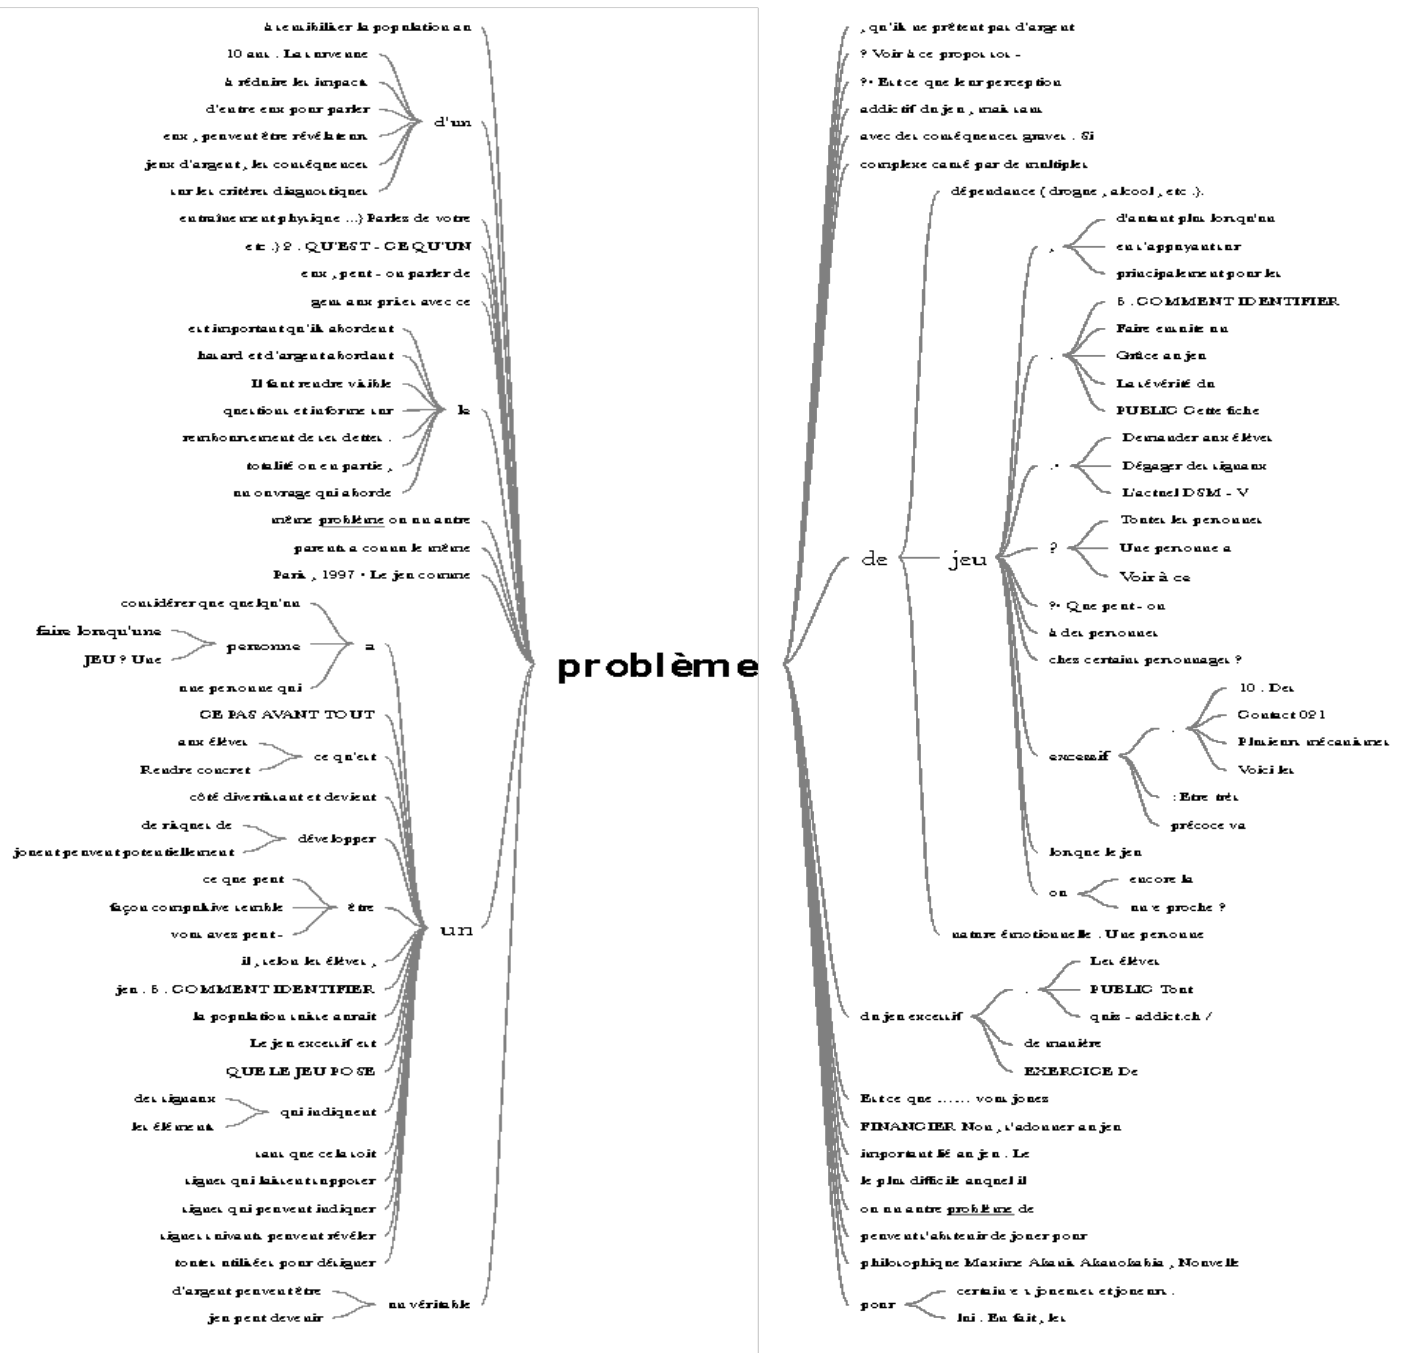 à sensibiliser la population au
10 ans . La survenue
à réduire les impacts
d'entre eux pour parler
eux , peuvent être révélateurs
jeux d'argent , les conséquences
sur les critères diagnostiques
d'un
entraînement physique ...) Parlez de votre
etc .) 2 . QU'EST - CE QU'UN
eux , peut - on parler de
gens aux prises avec ce
est important qu'ils abordent
hasard et d'argent abordant
Il faut rendre visible
questions et informe sur
remboursement de ses dettes .
totalité ou en partie ,
un ouvrage qui aborde
le
même problème ou un autre
parents a connu le même
Paris , 1997 • Le jeu comme
considérer que quelqu'un
faire lorsqu'une
JEU ? Une
personne
une personne qui
a
CE PAS AVANT TOUT
aux élèves
Rendre concret
ce qu'est
côté divertissant et devient
de risques de
jouent peuvent potentiellement
développer
ce que peut
façon compulsive semble
vous avez peut -
être
un
il , selon les élèves ,
jeu . 5 . COMMENT IDENTIFIER
la population suisse aurait
Le jeu excessif est
QUE LE JEU POSE
des signaux
les éléments
qui indiquent
sans que cela soit
signes qui laissent supposer
signes qui peuvent indiquer
signes suivants peuvent révéler
toutes utilisées pour désigner
d'argent peuvent être
jeu peut devenir
un véritable
problème
, qu'ils ne prêtent pas d'argent
? Voir à ce propos sos -
?• Est ce que leur perception
addictif du jeu , mais sans
avec des conséquences graves . Si
complexe causé par de multiples
dépendance ( drogue , alcool , etc .).
d'autant plus lorsqu'un
en s'appuyant sur
principalement pour les
,
5 . COMMENT IDENTIFIER
Faire ensuite un
Grâce au jeu
La sévérité du
PUBLIC Cette fiche
.
Demander aux élèves
Dégager des signaux
L'actuel DSM - V
.•
Toutes les personnes
Une personne a
Voir à ce
?
de
jeu
?• Que peut - on
à des personnes
chez certains personnages ?
10 . Des
Contact 021
Plusieurs mécanismes
Voici les
.
excessif
: Etre très
précoce va
lorsque le jeu
ou
encore la
un • e proche ?
nature émotionnelle . Une personne
Les élèves
PUBLIC Tout
quiz - addict.ch /
.
du jeu excessif
de manière
EXERCICE De
Est ce que ...... vous jouez
FINANCIER Non , s'adonner au jeu
important lié au jeu . Le
le plus difficile auquel il
ou un autre problème de
peuvent s'abstenir de jouer pour
philosophique Maxime , Nouvelle
pour
certain • e • s joueuses et joueurs .
lui . En fait , les